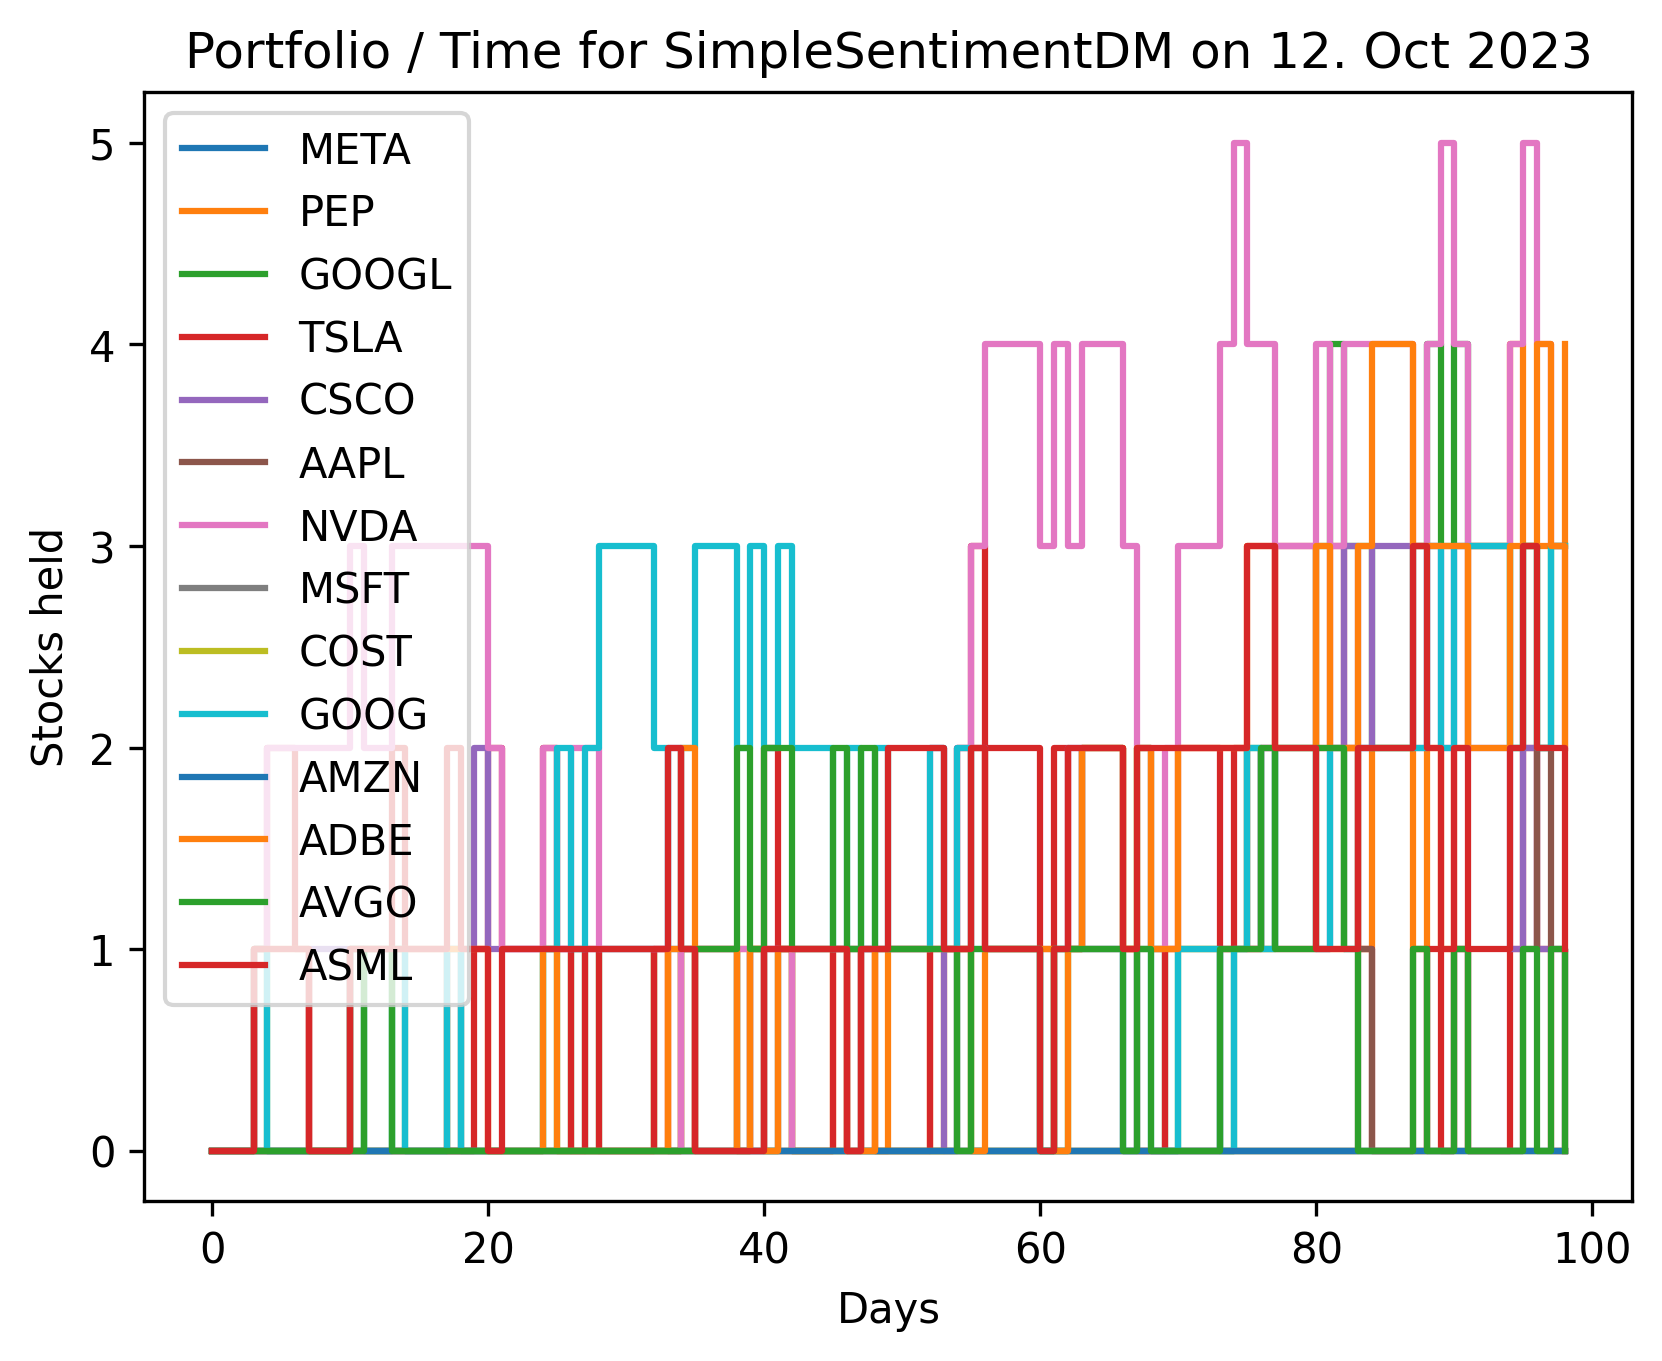 Portfolio / Time for SimpleSentimentDM on 12. Oct 2023
META
PEP
GOOGL
TSLA
CSCO
AAPL
NVDA
MSFT
COST
GOOG
AMZN
ADBE
AVGO
ASML
5
4
3
2
1
0
Stocks held
0 20 40 60 80 100
Days